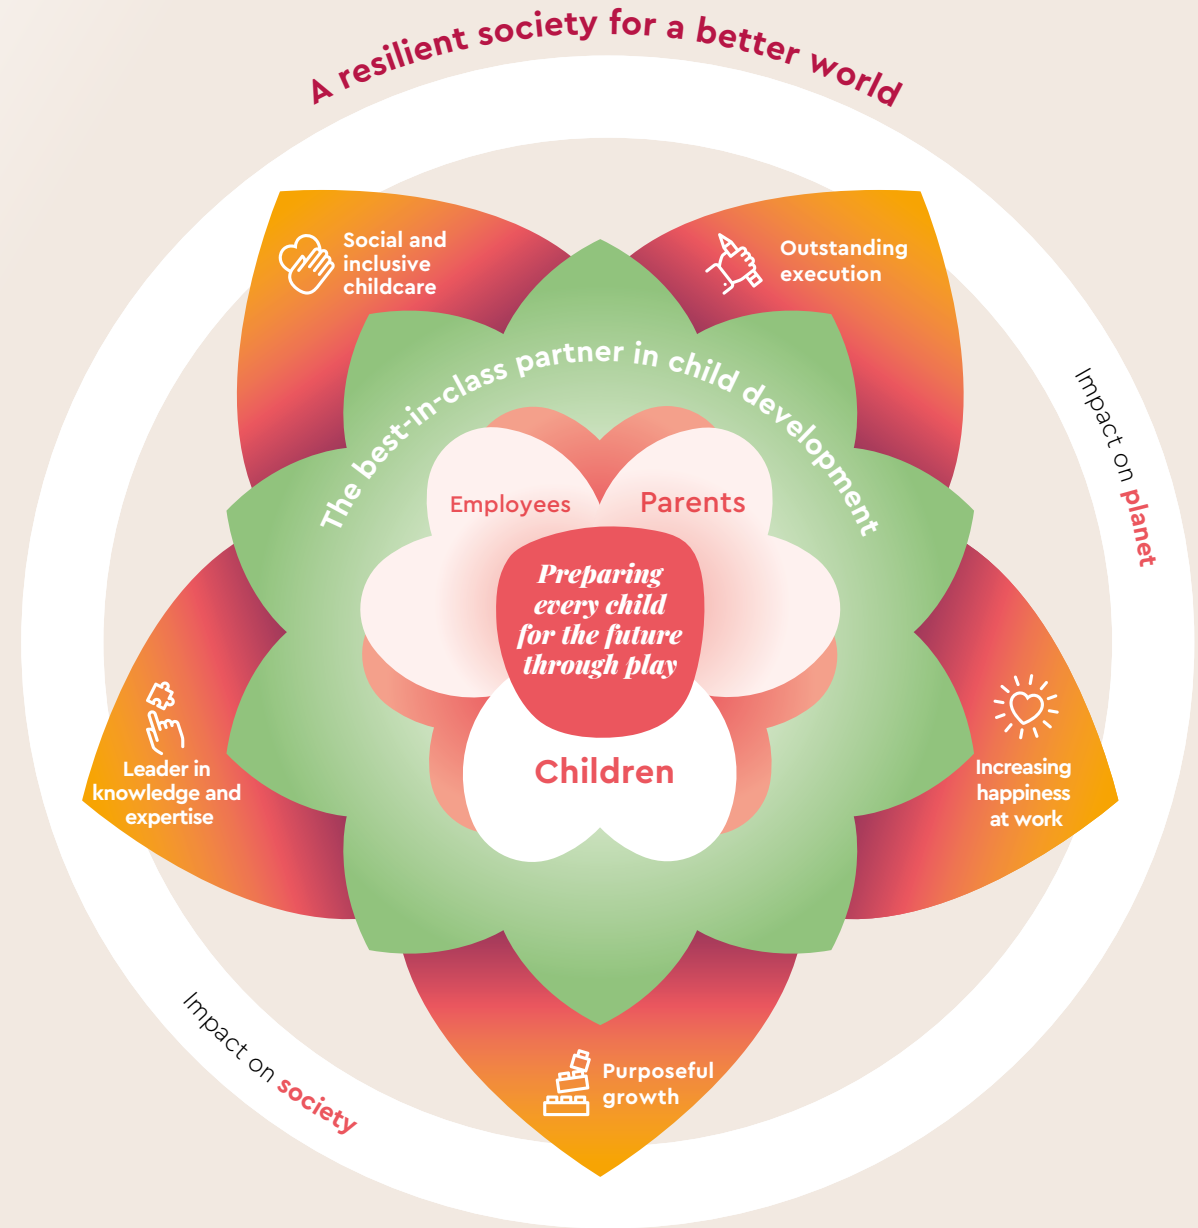 A resilient society for a better world
Social and
inclusive
childcare
Outstanding
execution
The best-in-class partner in child development
Impact on planet
Employees
Parents
Preparing
every child
for the future
through play
Children
Leader in
knowledge and
expertise
Increasing
happiness
at work
Impact on society
Purposeful
growth